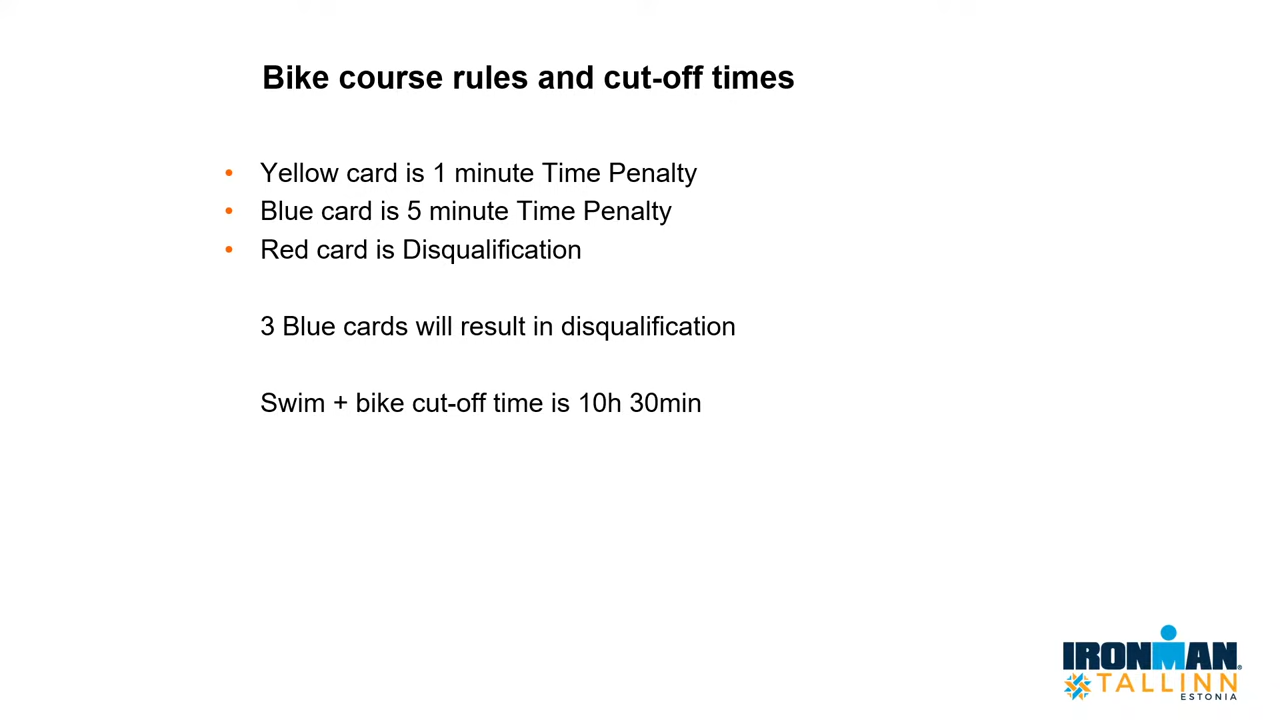 Bike course rules and cut-off times
• Yellow card is 1 minute Time Penalty
• Blue card is 5 minute Time Penalty
• Red card is Disqualification
3 Blue cards will result in disqualification
Swim + bike cut-off time is 10h 30min
IRONMAN®
TALLINN
ESTONIA